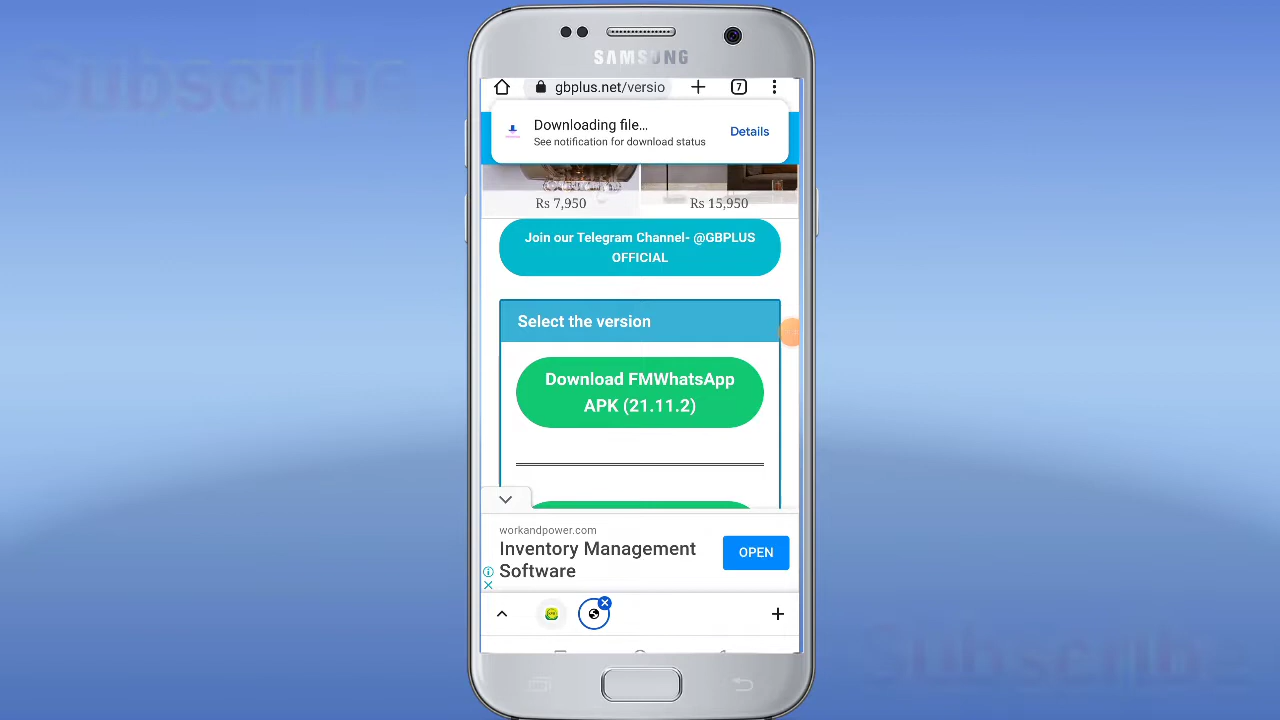 Subscribe
SAMSUNG
gbplus.net/versio
7
Downloading file...
See notification for download status
Details
Rs 7,950
Rs 15,950
Join our Telegram Channel- @GBPLUS
OFFICIAL
Select the version
Download FMWhatsApp
APK (21.11.2)
workandpower.com
Inventory Management
Software
OPEN
Subscribe